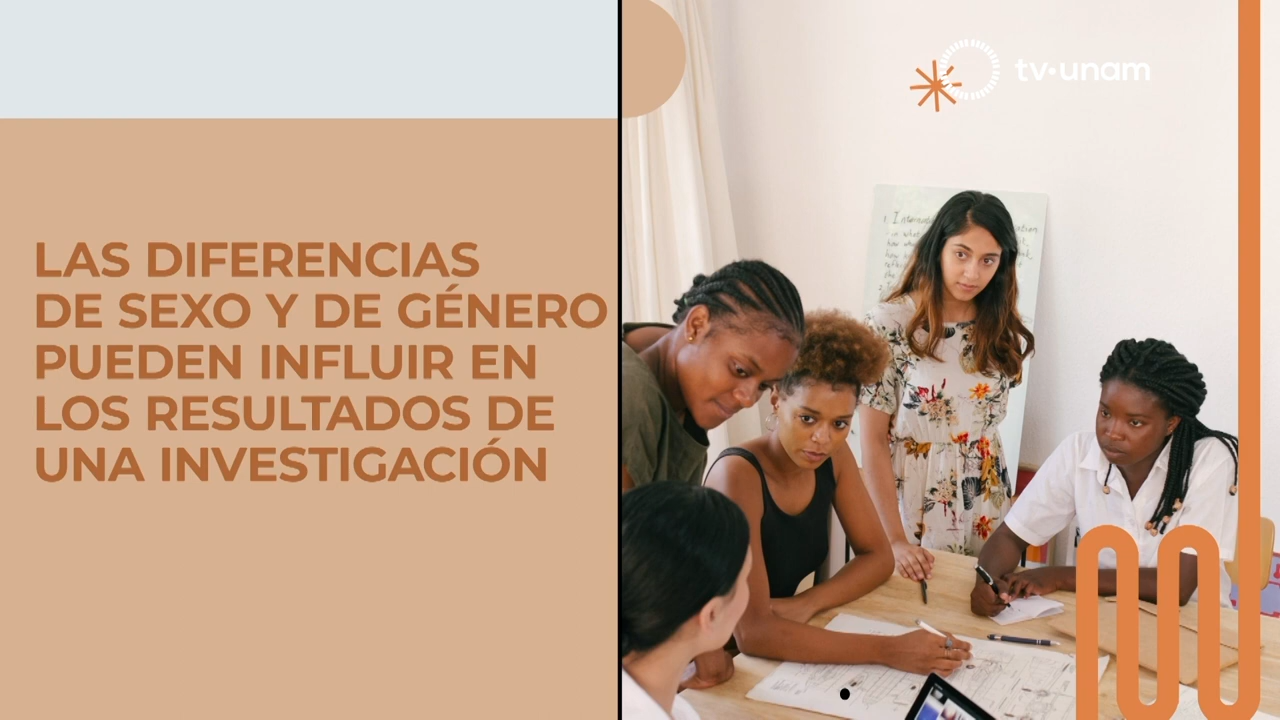 LAS DIFERENCIAS
DE SEXO Y DE GÉNERO
PUEDEN INFLUIR EN
LOS RESULTADOS DE
UNA INVESTIGACIÓN
tv·unam